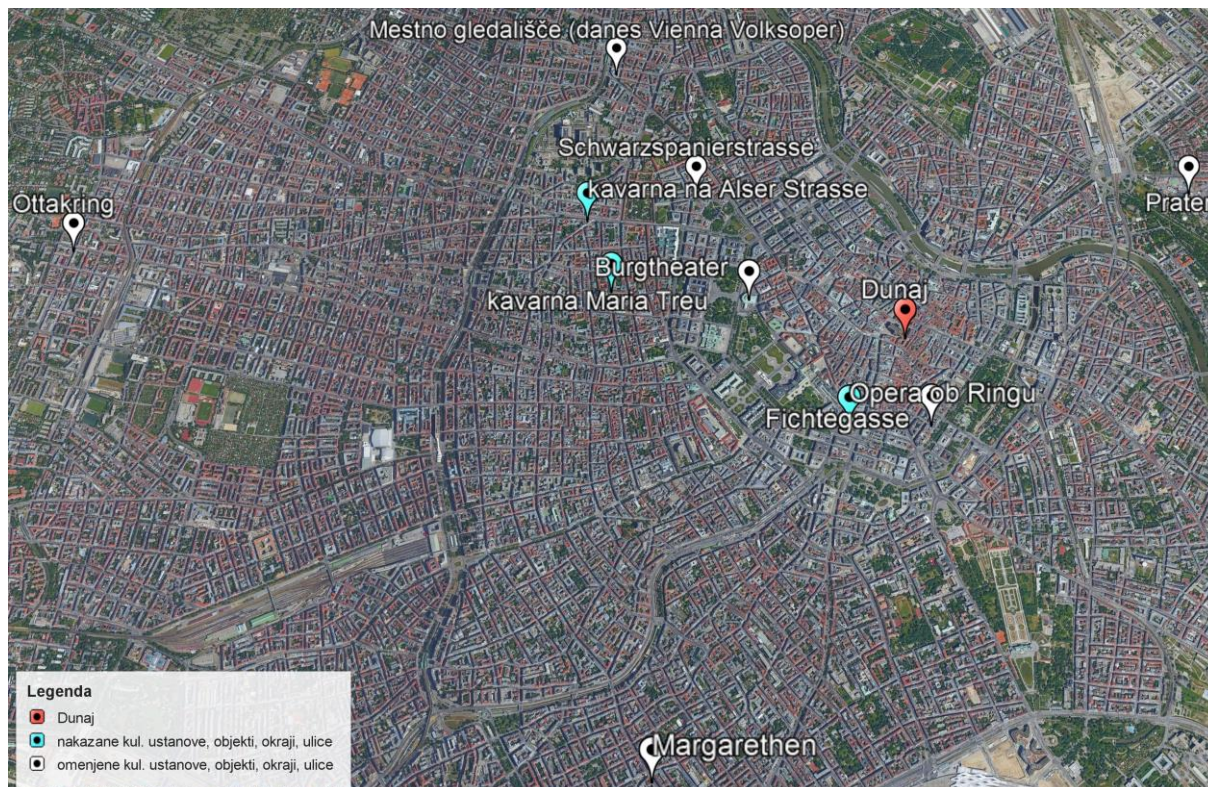 Mestno gledališče (danes Vienna Volksoper)
Schwarzspanierstrasse
kavarna na Alser Strasse
Prater
Ottakring
Burgtheater
kavarna Maria Treu
Dunaj
Opera ob Ringu
Fichtegasse
Margarethen
Legenda
Dunaj
nakazane kul. ustanove, objekti, okraji, ulice
omenjene kul. ustanove, objekti, okraji, ulice